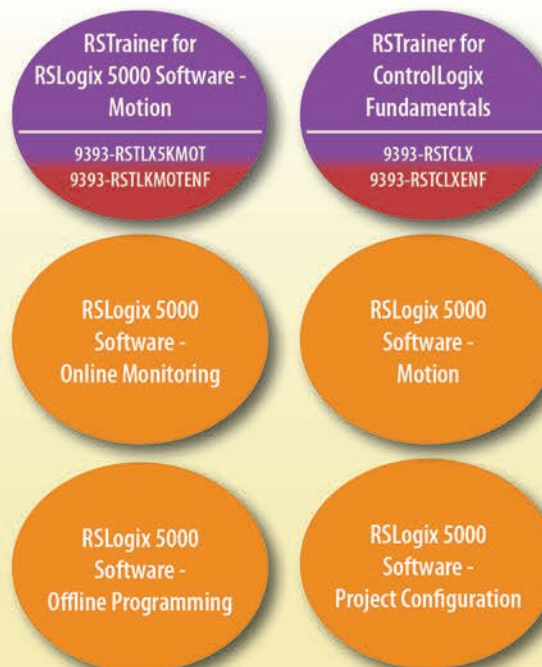 RSTrainer for
RSLogix 5000 Software -
Motion
9393-RSTLX5KMOT
9393-RSTLKMOTENF
RSTrainer for
ControlLogix
Fundamentals
9393-RSTCLX
9393-RSTCLXENF
RSLogix 5000
Software -
Online Monitoring
RSLogix 5000
Software -
Motion
RSLogix 5000
Software -
Offline Programming
RSLogix 5000
Software -
Project Configuration